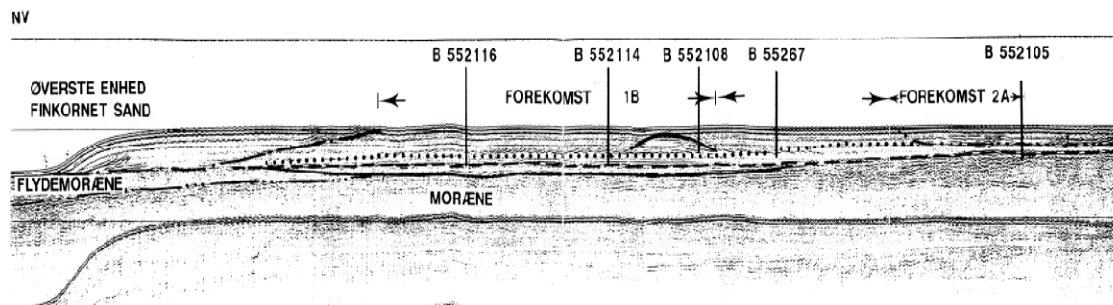 NV
B 552116 B 552114 B 552108 B 55267 B 552105
ØVERSTE ENHED
FINKORNET SAND
FOREKOMST 1B FOREKOMST 2A
FLYDEMORÆNE
MORÆNE